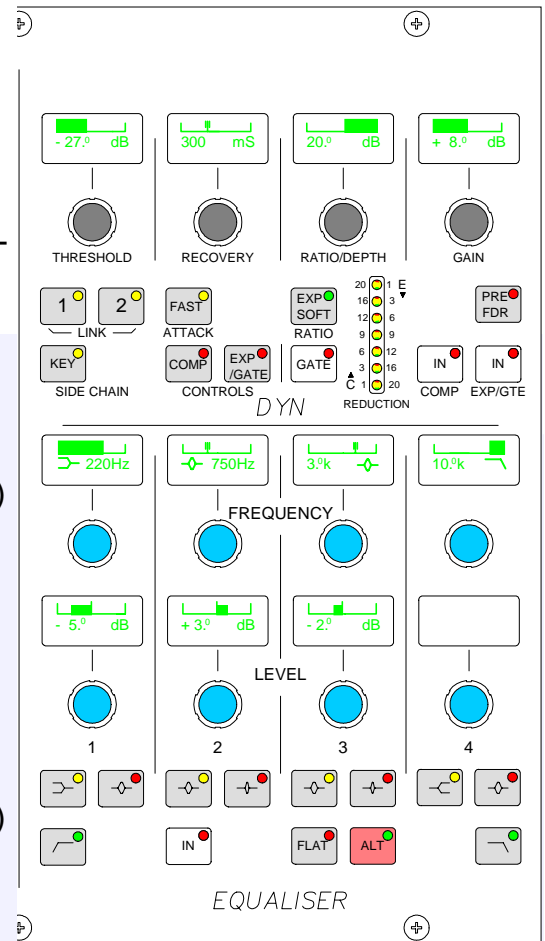 - 27.⁰ dB 300 mS 20.⁰ dB + 8.⁰ dB
THRESHOLD RECOVERY RATIO/DEPTH GAIN
1 2 FAST EXP SOFT PRE FDR
LINK ATTACK RATIO
20 1 E
16 3
12 6
9 9
6 12
3 16
C 1 20
KEY COMP EXP /GATE GATE IN IN
SIDE CHAIN CONTROLS REDUCTION COMP EXP/GTE
DYN
220Hz 750Hz 3.⁰k 10.⁰k
FREQUENCY
- 5.⁰ dB + 3.⁰ dB - 2.⁰ dB
LEVEL
1 2 3 4
IN FLAT ALT
EQUALISER